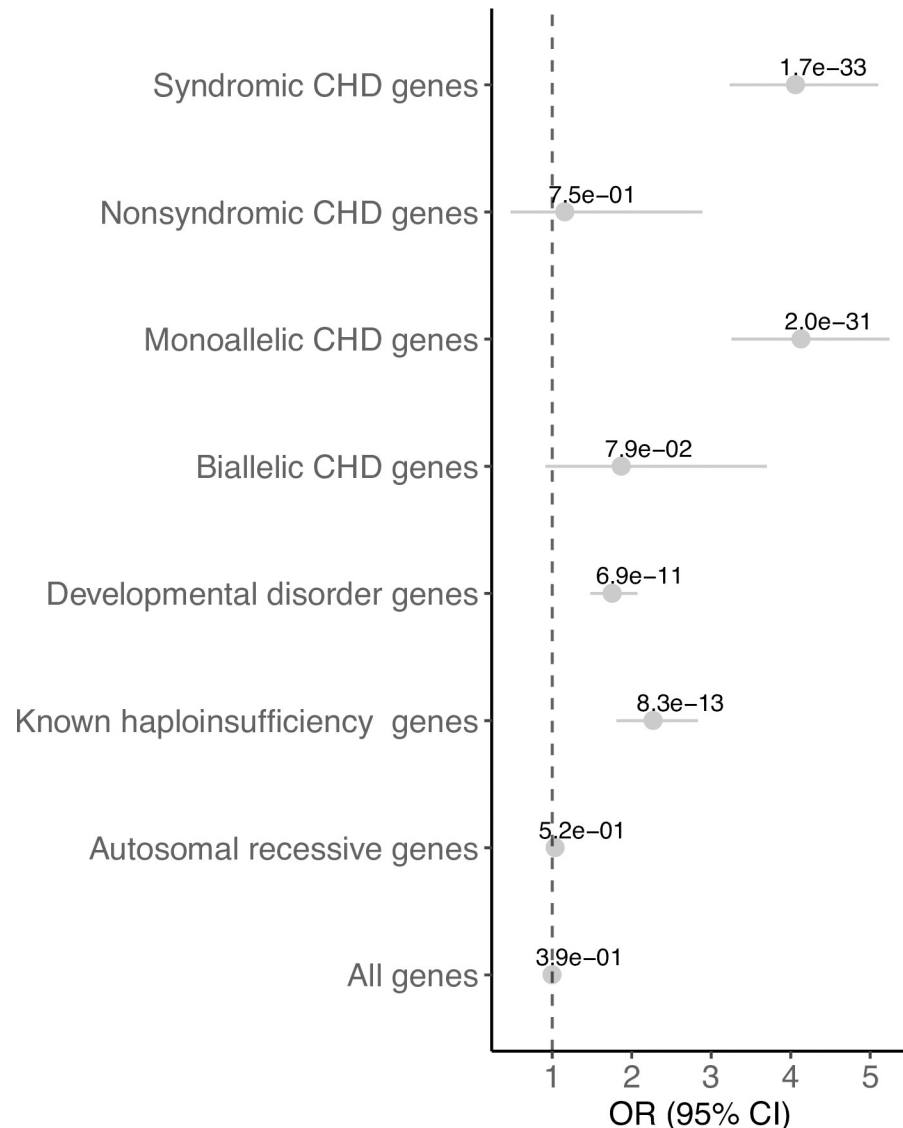 1.7e−33
Syndromic CHD genes
7.5e−01
Nonsyndromic CHD genes
2.0e−31
Monoallelic CHD genes
7.9e−02
Biallelic CHD genes
6.9e−11
Developmental disorder genes
8.3e−13
Known haploinsufficiency  genes
5.2e−01
Autosomal recessive genes
3.9e−01
All genes
1 2 3 4 5
OR (95% CI)